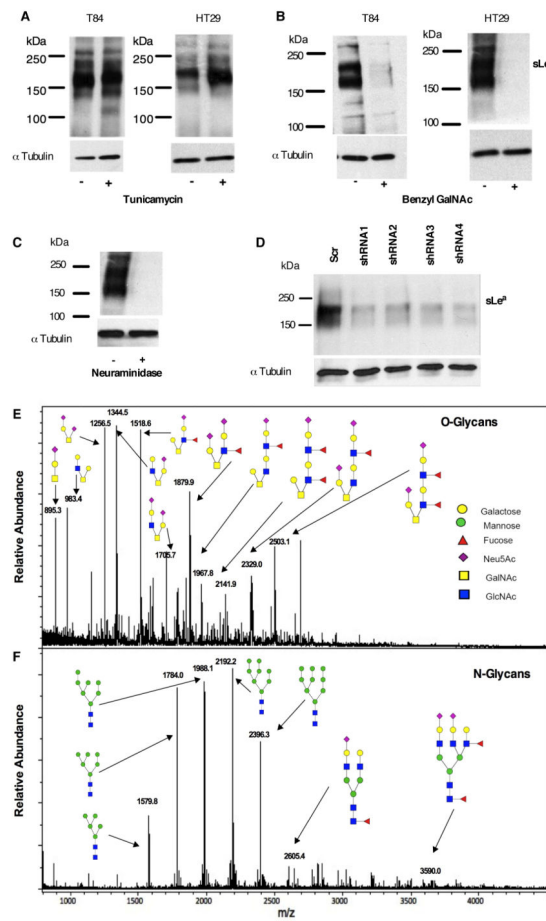 A
T84
HT29
kDa
kDa
250
150
100
250
150
100
α Tubulin
- + - +
Tunicamycin
B
T84
HT29
kDa
kDa
250
150
100
250
150
100
sLe
α Tubulin
- + - +
Benzyl GalNAc
C
kDa
250
150
100
α Tubulin
- +
Neuraminidase
D
Scr
shRNA1
shRNA2
shRNA3
shRNA4
kDa
250
150
sLeᵃ
α Tubulin
E
O-Glycans
Relative Abundance
895.3
983.4
1256.5
1344.5
1518.6
1705.7
1879.9
1967.8
2141.9
2329.0
2503.1
Galactose
Mannose
Fucose
Neu5Ac
GalNAc
GlcNAc
F
N-Glycans
Relative Abundance
1579.8
1784.0
1988.1
2192.2
2396.3
2605.4
3590.0
1000 1500 2000 2500 3000 3500 4000
m/z